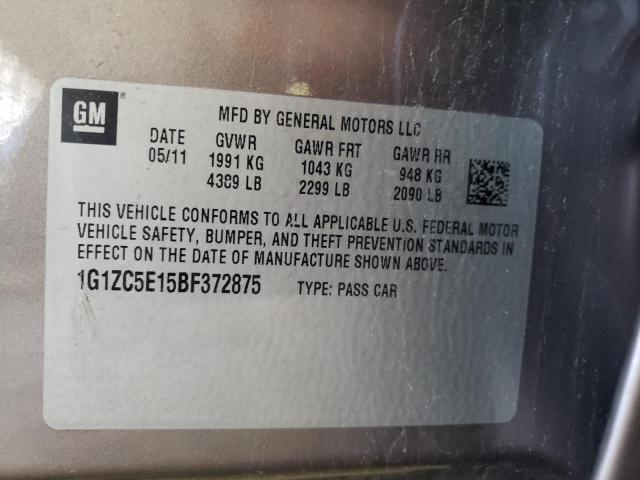 GM
MFD BY GENERAL MOTORS LLC
DATE GVWR GAWR FRT GAWR RR
05/11 1991 KG 1043 KG 948 KG
4389 LB 2299 LB 2090 LB
THIS VEHICLE CONFORMS TO ALL APPLICABLE U.S. FEDERAL MOTOR
VEHICLE SAFETY, BUMPER, AND THEFT PREVENTION STANDARDS IN
EFFECT ON THE DATE OF MANUFACTURE SHOWN ABOVE.
1G1ZC5E15BF372875 TYPE: PASS CAR